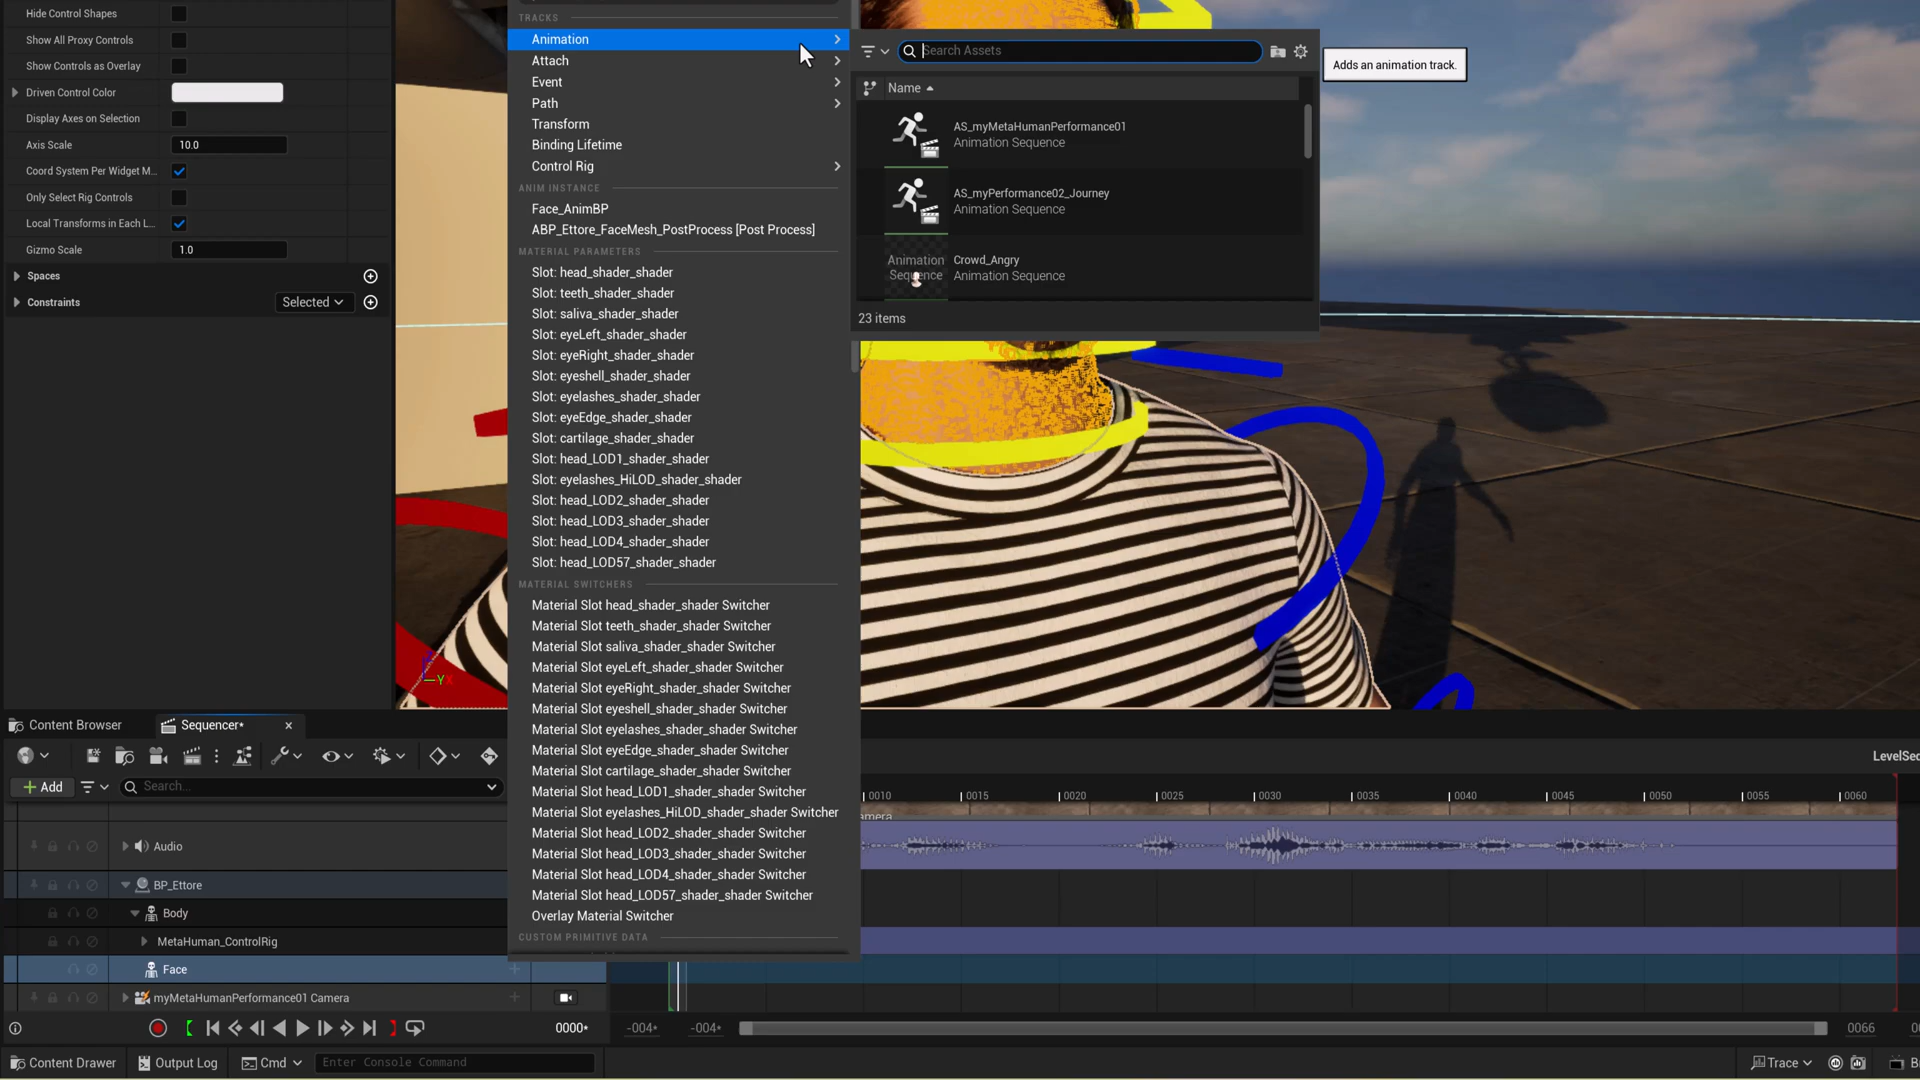 Hide Control Shapes
Show All Proxy Controls
Show Controls as Overlay
Driven Control Color
Display Axes on Selection
Axis Scale
10.0
Coord System Per Widget M...
Only Select Rig Controls
Local Transforms in Each L...
Gizmo Scale
1.0
Spaces
Constraints
Selected
TRACKS
Animation
Attach
Event
Path
Transform
Binding Lifetime
Control Rig
ANIM INSTANCE
Face_AnimBP
ABP_Ettore_FaceMesh_PostProcess [Post Process]
MATERIAL PARAMETERS
Slot: head_shader_shader
Slot: teeth_shader_shader
Slot: saliva_shader_shader
Slot: eyeLeft_shader_shader
Slot: eyeRight_shader_shader
Slot: eyeshell_shader_shader
Slot: eyelashes_shader_shader
Slot: eyeEdge_shader_shader
Slot: cartilage_shader_shader
Slot: head_LOD1_shader_shader
Slot: eyelashes_HiLOD_shader_shader
Slot: head_LOD2_shader_shader
Slot: head_LOD3_shader_shader
Slot: head_LOD4_shader_shader
Slot: head_LOD57_shader_shader
MATERIAL SWITCHERS
Material Slot head_shader_shader Switcher
Material Slot teeth_shader_shader Switcher
Material Slot saliva_shader_shader Switcher
Material Slot eyeLeft_shader_shader Switcher
Material Slot eyeRight_shader_shader Switcher
Material Slot eyeshell_shader_shader Switcher
Material Slot eyelashes_shader_shader Switcher
Material Slot eyeEdge_shader_shader Switcher
Material Slot cartilage_shader_shader Switcher
Material Slot head_LOD1_shader_shader Switcher
Material Slot eyelashes_HiLOD_shader_shader Switcher
Material Slot head_LOD2_shader_shader Switcher
Material Slot head_LOD3_shader_shader Switcher
Material Slot head_LOD4_shader_shader Switcher
Material Slot head_LOD57_shader_shader Switcher
Overlay Material Switcher
CUSTOM PRIMITIVE DATA
Search Assets
Name
AS_myMetaHumanPerformance01
Animation Sequence
AS_myPerformance02_Journey
Animation Sequence
Animation Sequence
Crowd_Angry
Animation Sequence
23 items
Adds an animation track.
Y X
Content Browser
Sequencer*
LevelSeq
Add
Search...
0010 0015 0020 0025 0030 0035 0040 0045 0050 0055 0060
amera
Audio
BP_Ettore
Body
MetaHuman_ControlRig
Face
myMetaHumanPerformance01 Camera
0000*
-004*
-004*
0066
Content Drawer
Output Log
Cmd
Enter Console Command
Trace